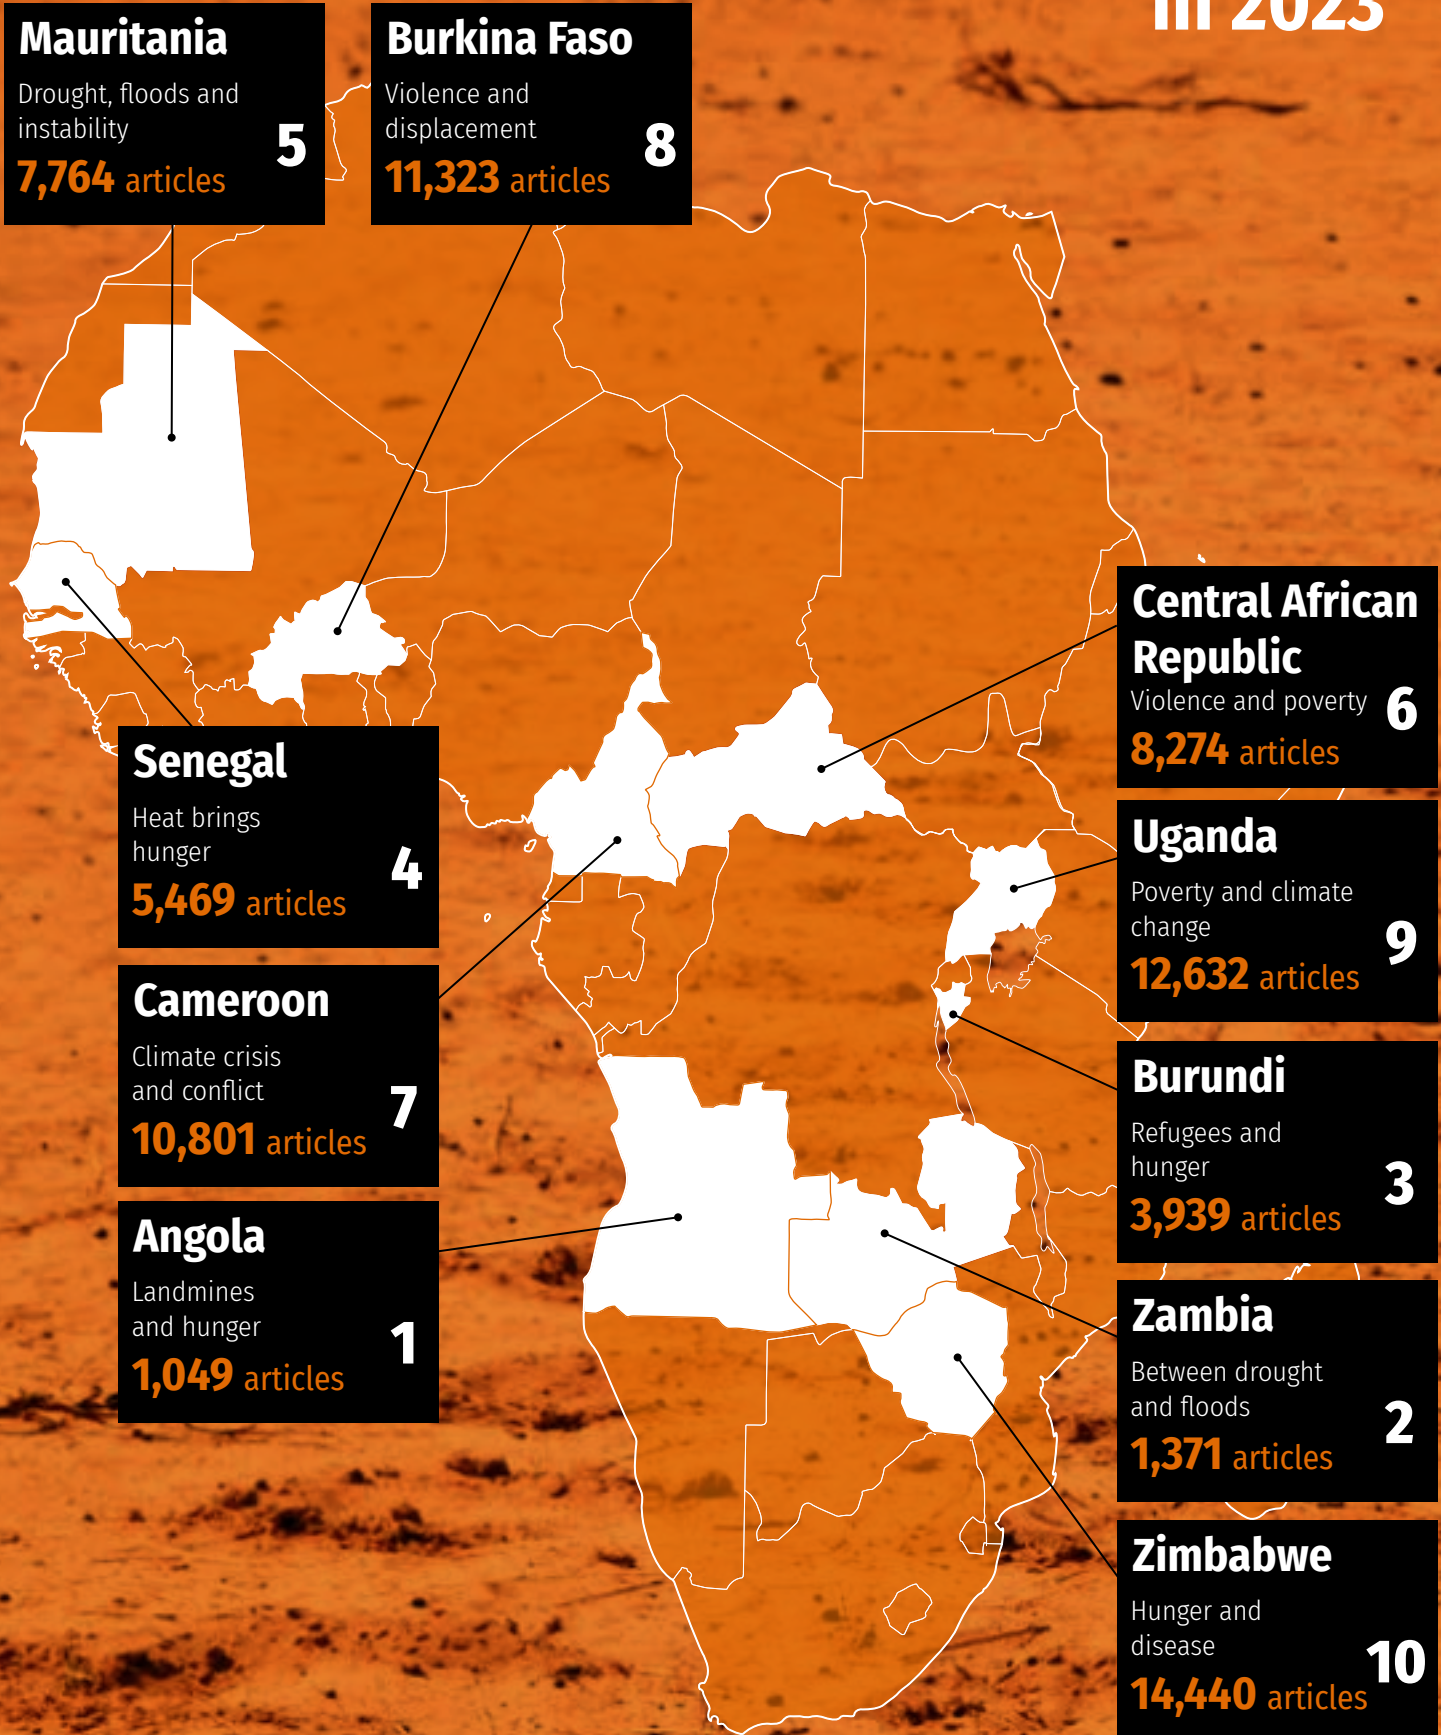 in 2023
Mauritania
Drought, floods and
instability
5
7,764 articles
Burkina Faso
Violence and
displacement
8
11,323 articles
Central African
Republic
Violence and poverty
6
8,274 articles
Senegal
Heat brings
hunger
4
5,469 articles
Uganda
Poverty and climate
change
9
12,632 articles
Cameroon
Climate crisis
and conflict
7
10,801 articles
Burundi
Refugees and
hunger
3
3,939 articles
Angola
Landmines
and hunger
1
1,049 articles
Zambia
Between drought
and floods
2
1,371 articles
Zimbabwe
Hunger and
disease
10
14,440 articles